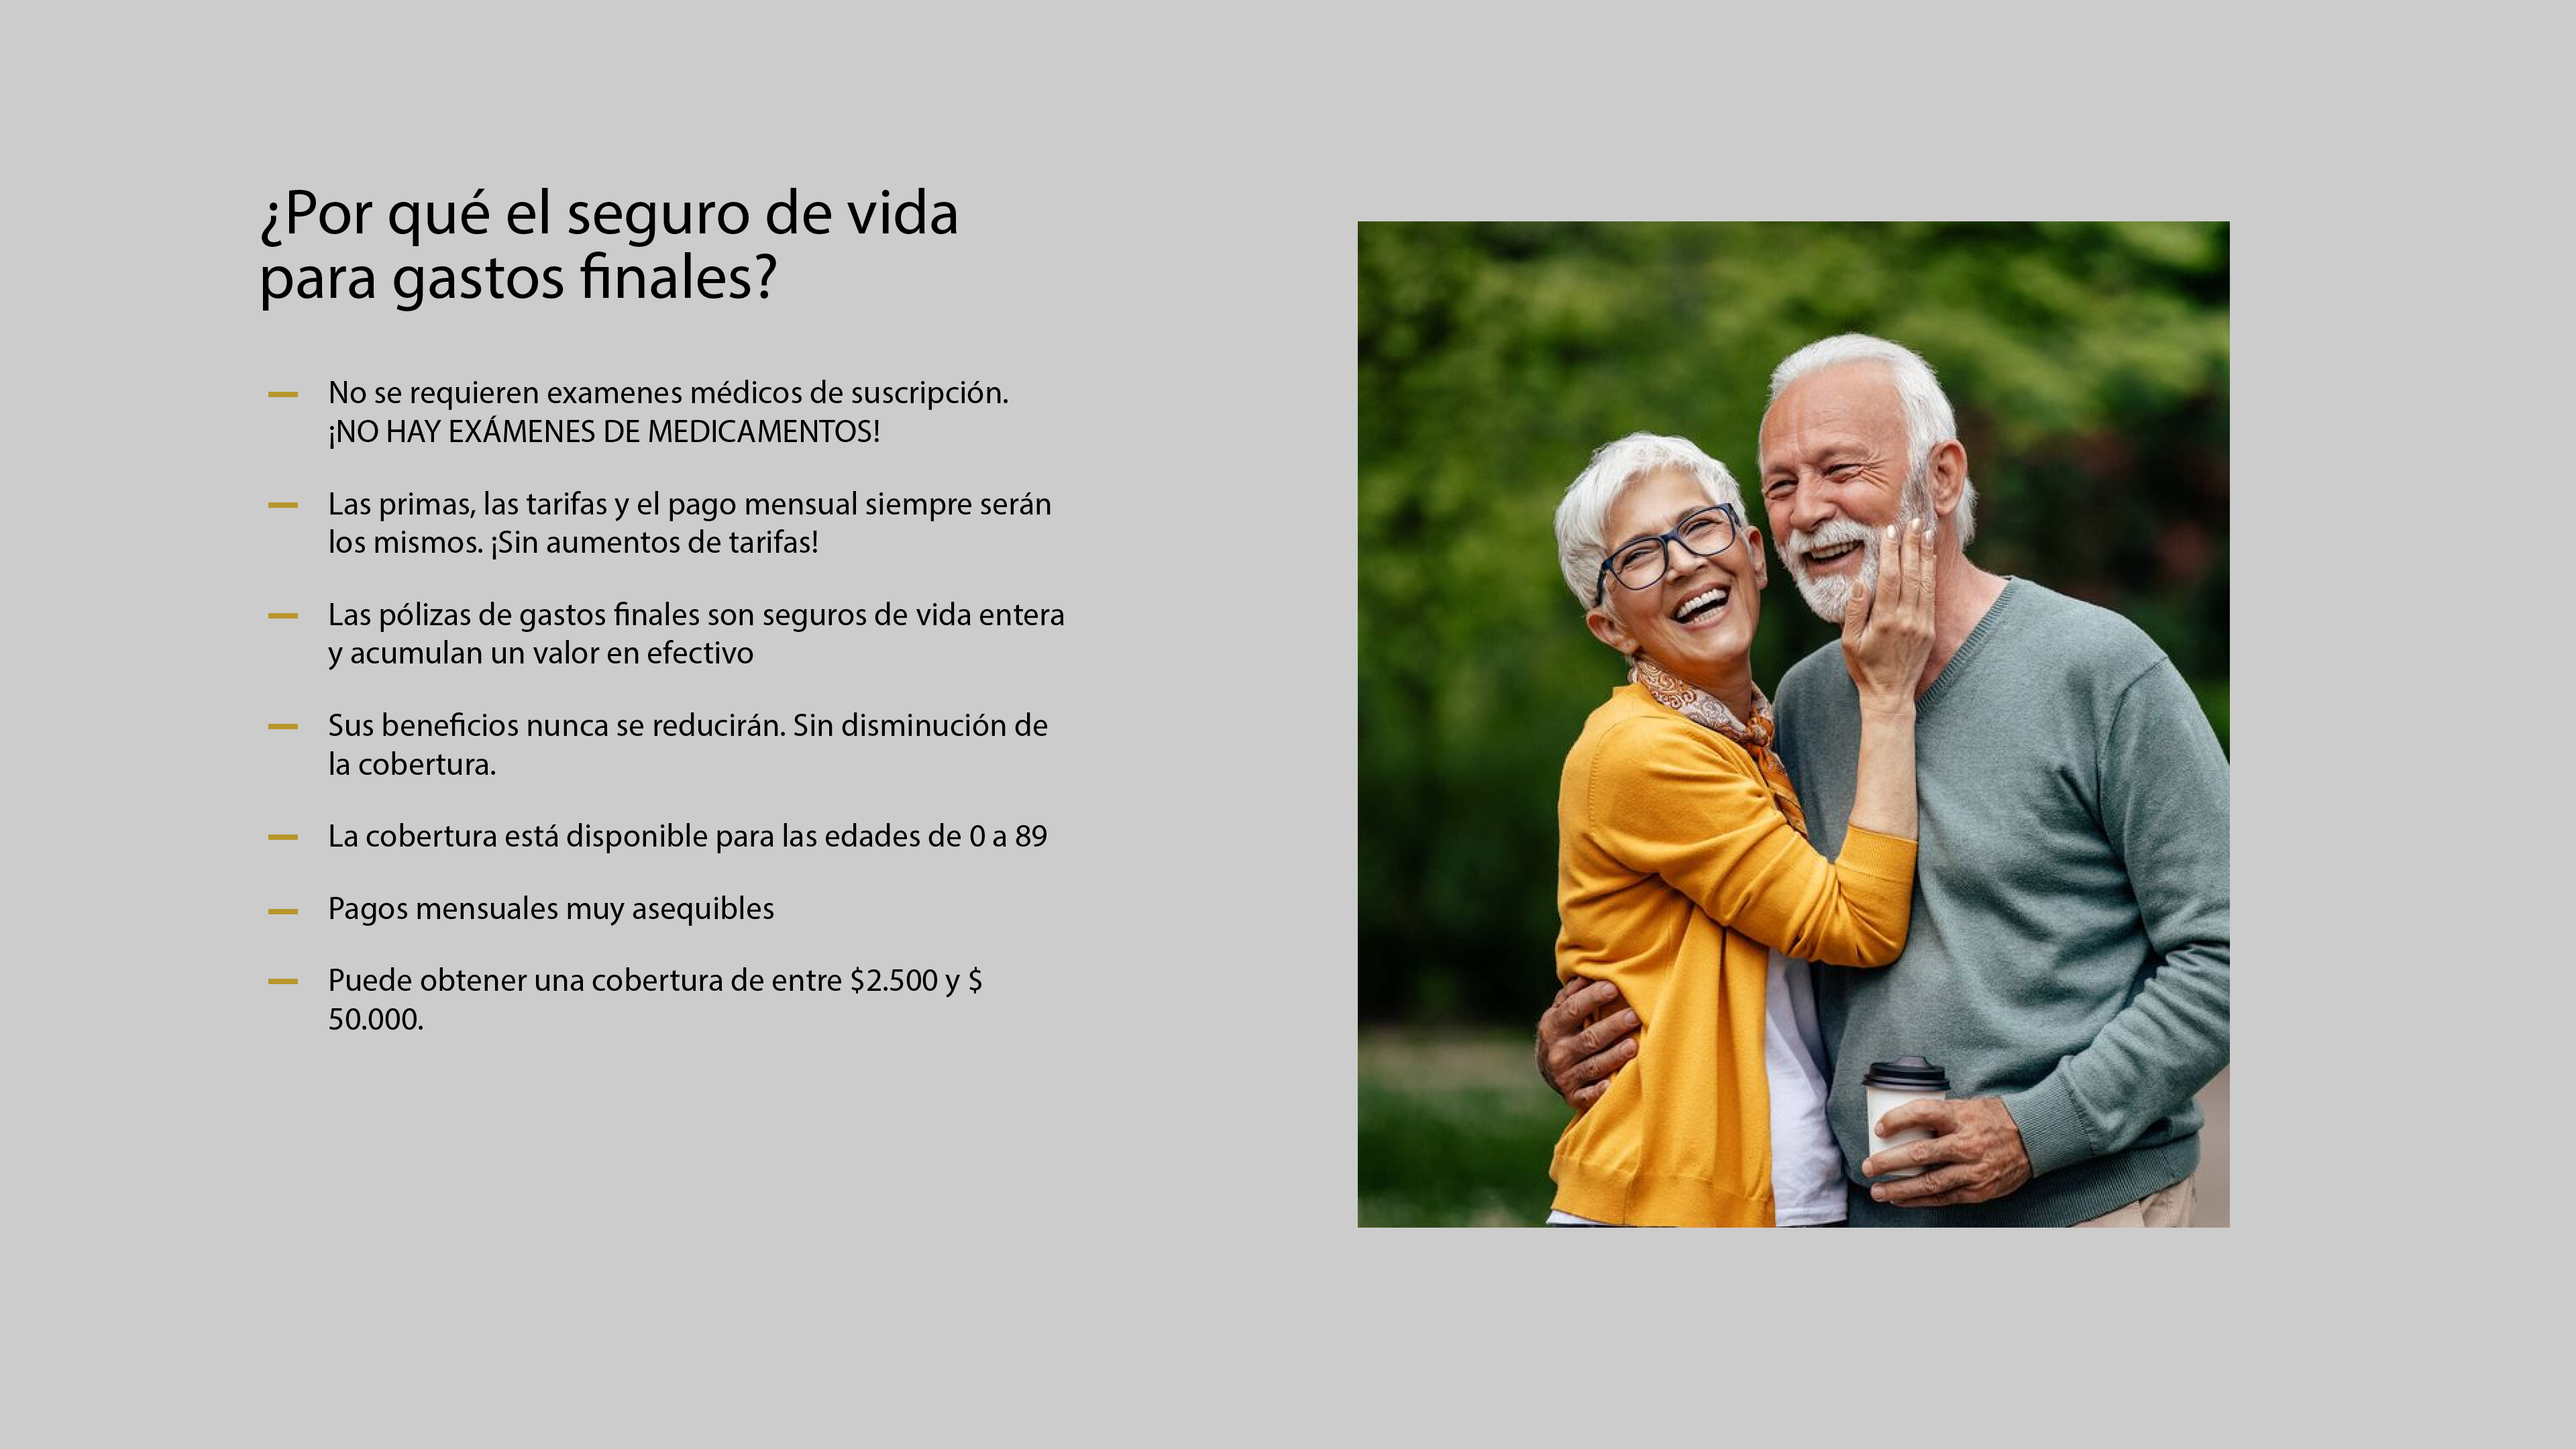 ¿Por qué el seguro de vida
para gastos finales?
No se requieren examenes médicos de suscripción.
¡NO HAY EXÁMENES DE MEDICAMENTOS!
Las primas, las tarifas y el pago mensual siempre serán
los mismos. ¡Sin aumentos de tarifas!
Las pólizas de gastos finales son seguros de vida entera
y acumulan un valor en efectivo
Sus beneficios nunca se reducirán. Sin disminución de
la cobertura.
La cobertura está disponible para las edades de 0 a 89
Pagos mensuales muy asequibles
Puede obtener una cobertura de entre $2.500 y $
50.000.